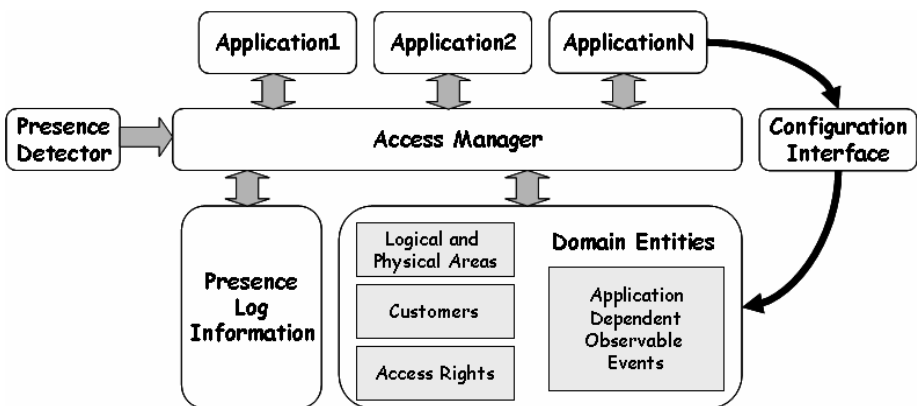 Application1
Application2
ApplicationN
Presence
Detector
Access Manager
Configuration
Interface
Presence
Log
Information
Domain Entities
Logical and
Physical Areas
Customers
Access Rights
Application
Dependent
Observable
Events